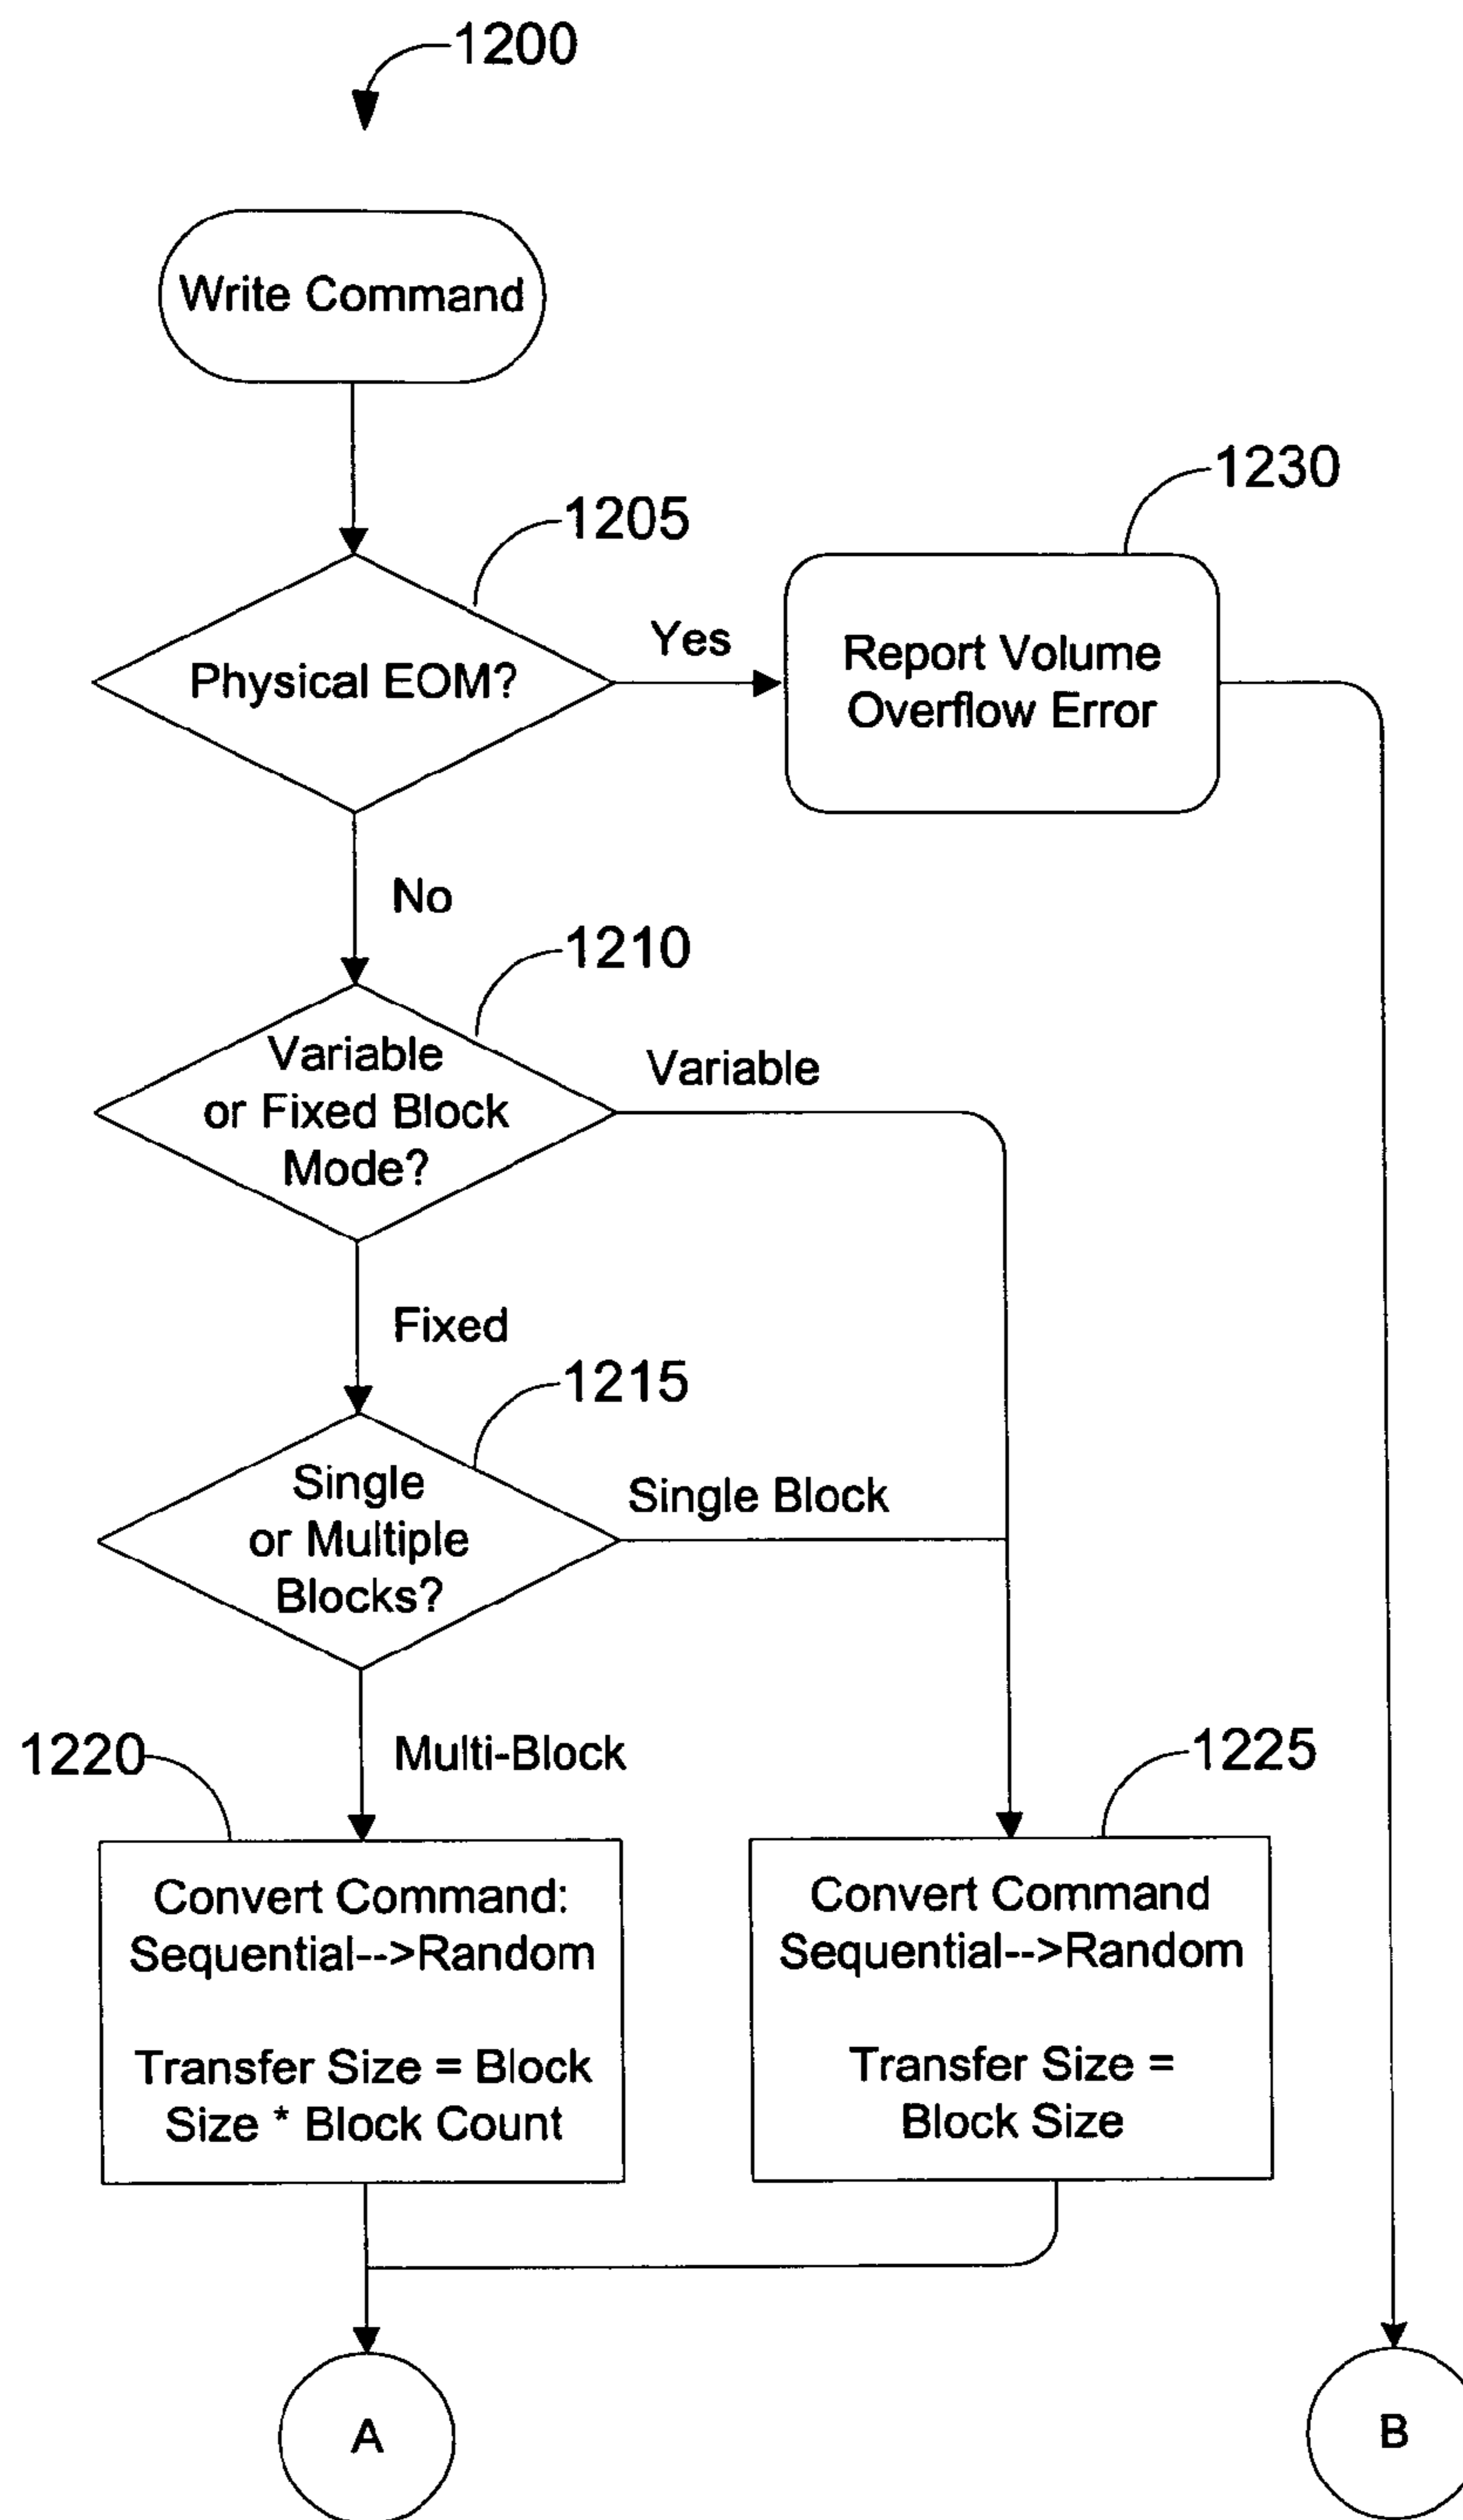 1200
Write Command
1205
1230
Physical EOM?
Yes
Report Volume
Overflow Error
No
1210
Variable
or Fixed Block
Mode?
Variable
Fixed
1215
Single
or Multiple
Blocks?
Single Block
Multi-Block
1220
1225
Convert Command:
Sequential-->Random
Transfer Size = Block
Size * Block Count
Convert Command
Sequential-->Random
Transfer Size =
Block Size
A
B